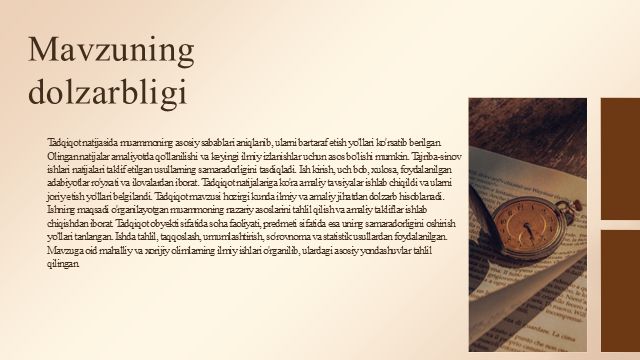 Mavzuning
dolzarbligi
Tadqiqot natijasida muammoning asosiy sabablari aniqlanib, ularni bartaraf etish yo'llari ko'rsatib berilgan.
Olingan natijalar amaliyotda qo'llanilishi va keyingi ilmiy izlanishlar uchun asos bo'lishi mumkin. Tajriba-sinov
ishlari natijalari taklif etilgan usullarning samaradorligini tasdiqladi. Ish kirish, uch bob, xulosa, foydalanilgan
adabiyotlar ro'yxati va ilovalardan iborat. Tadqiqot natijalariga ko'ra amaliy tavsiyalar ishlab chiqildi va ularni
joriy etish yo'llari belgilandi. Tadqiqot mavzusi hozirgi kunda ilmiy va amaliy jihatdan dolzarb hisoblanadi.
Ishning maqsadi o'rganilayotgan muammoning nazariy asoslarini tahlil qilish va amaliy takliflar ishlab
chiqishdan iborat. Tadqiqot obyekti sifatida soha faoliyati, predmeti sifatida esa uning samaradorligini oshirish
yo'llari tanlangan. Ishda tahlil, taqqoslash, umumlashtirish, so'rovnoma va statistik usullardan foydalanilgan.
Mavzuga oid mahalliy va xorijiy olimlarning ilmiy ishlari o'rganilib, ulardagi asosiy yondashuvlar tahlil
qilingan.